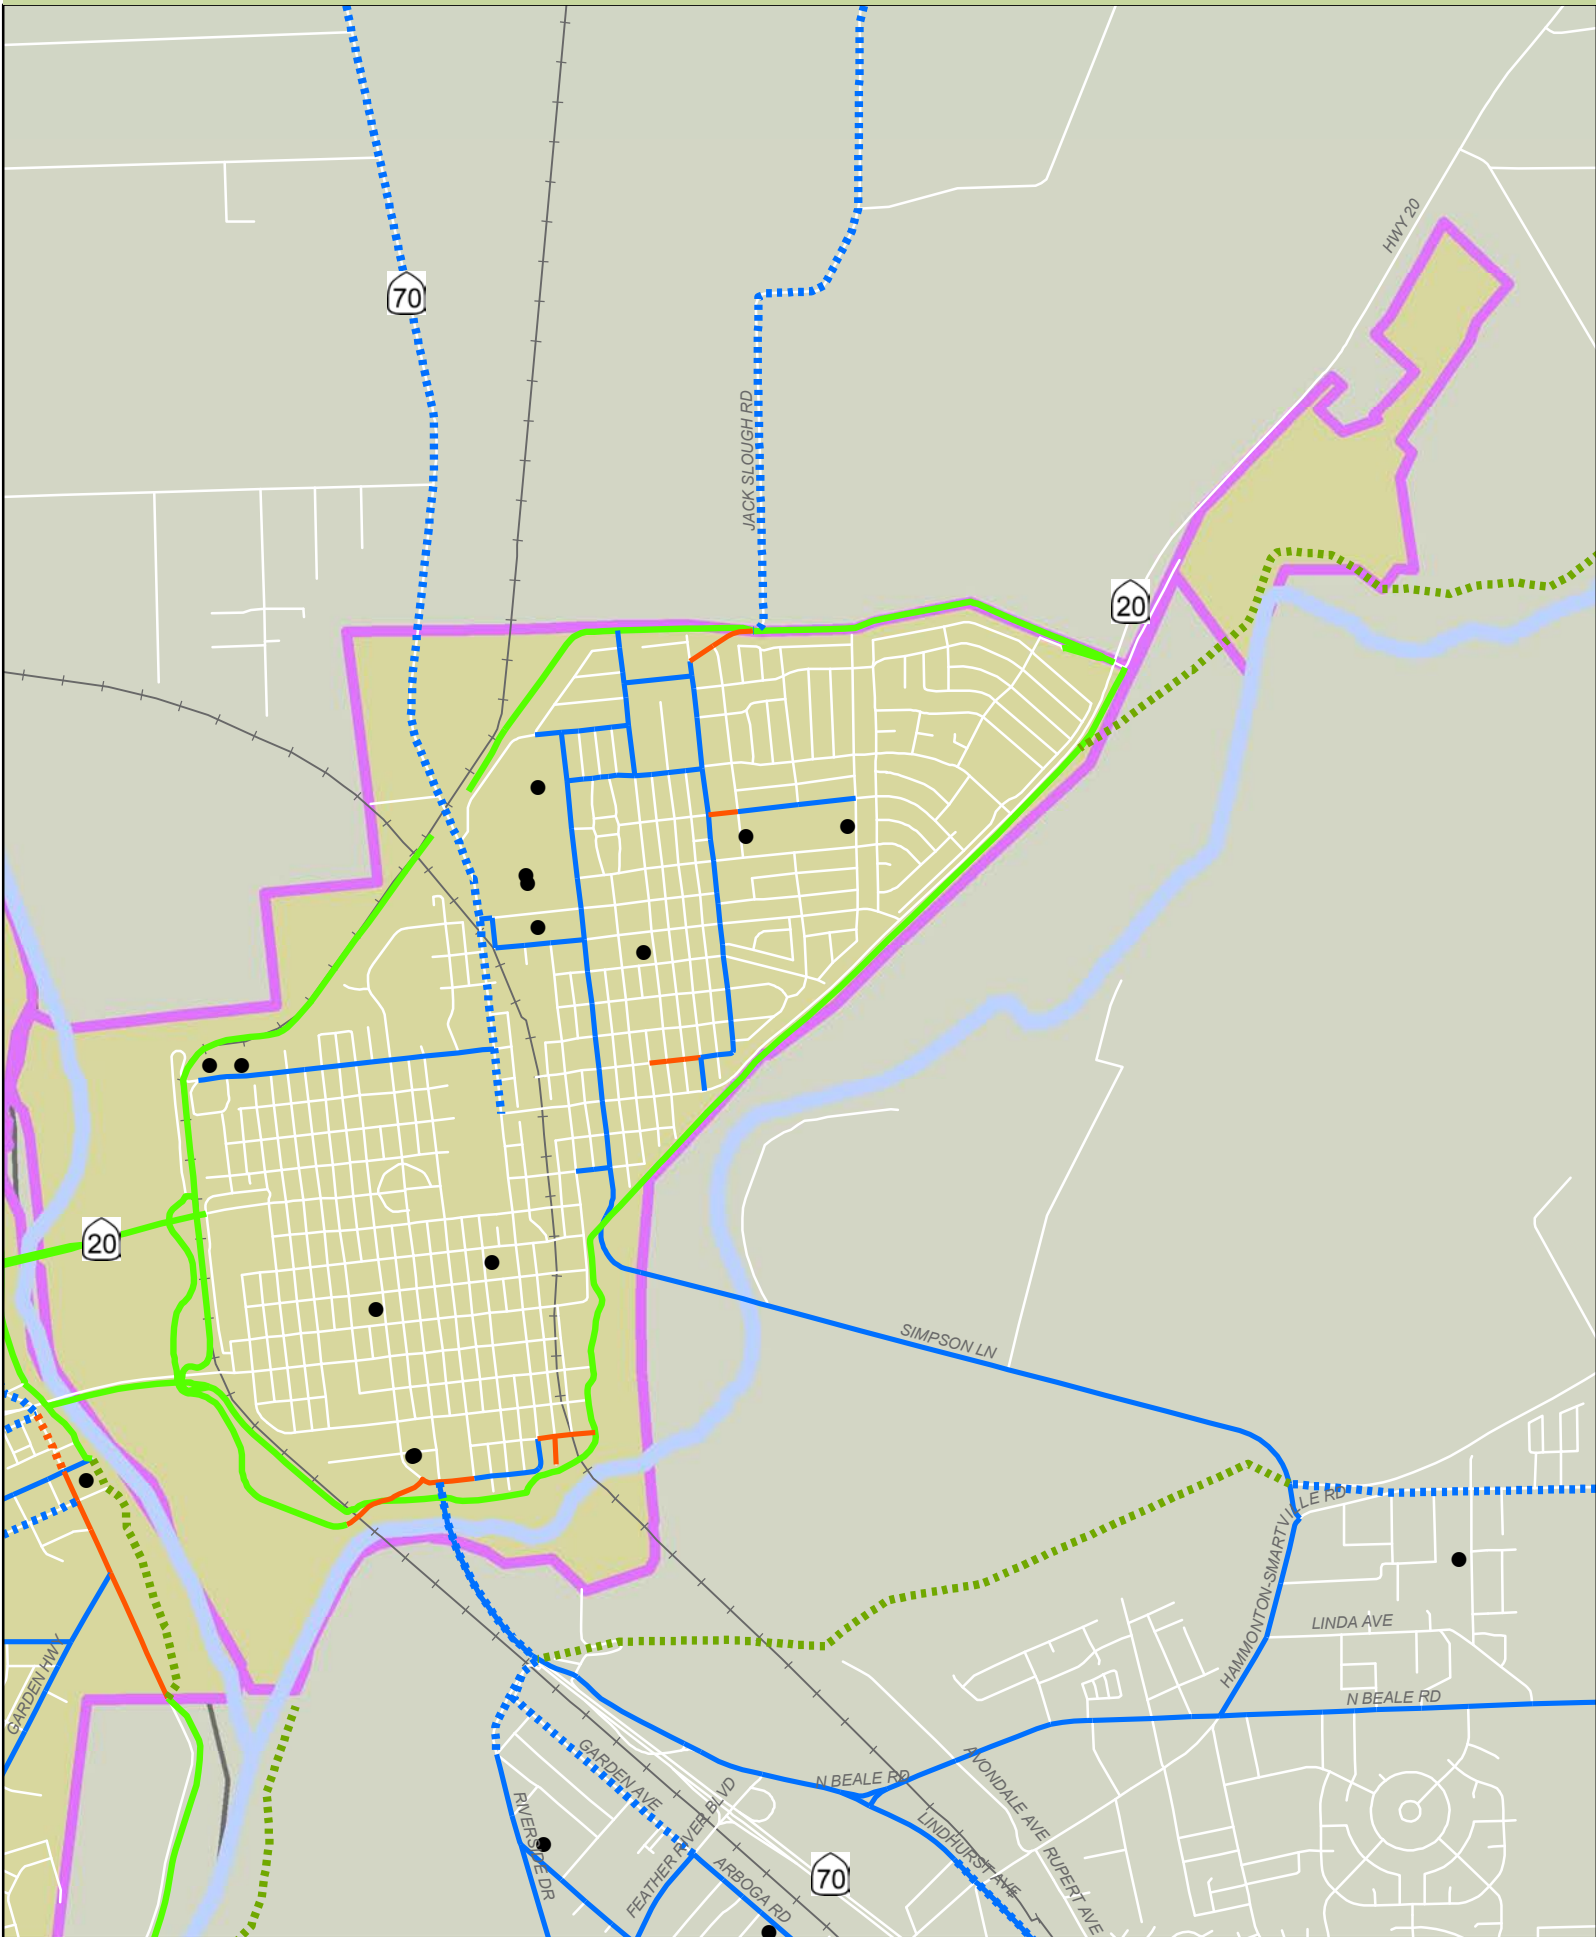 HWY 20
70
JACK SLOUGH RD
20
20
SIMPSON LN
HAMMONTON-SMARTVILLE RD
LINDA AVE
GARDEN HWY
N BEALE RD
GARDEN AVE
N BEALE RD
AVONDALE AVE
RIVERSIDE DR
FEATHER RIVER BLVD
LINDHURST AVE
RUPERT AVE
ARBOGA RD
70